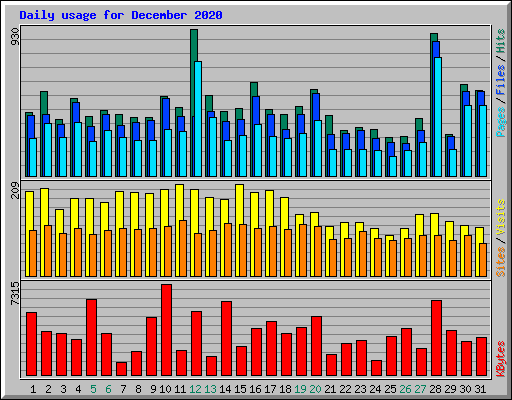 Daily usage for December 2020
930
Pages / Files / Hits
209
Sites / Visits
7315
KBytes
1 2 3 4 5 6 7 8 9 10 11 12 13 14 15 16 17 18 19 20 21 22 23 24 25 26 27 28 29 30 31